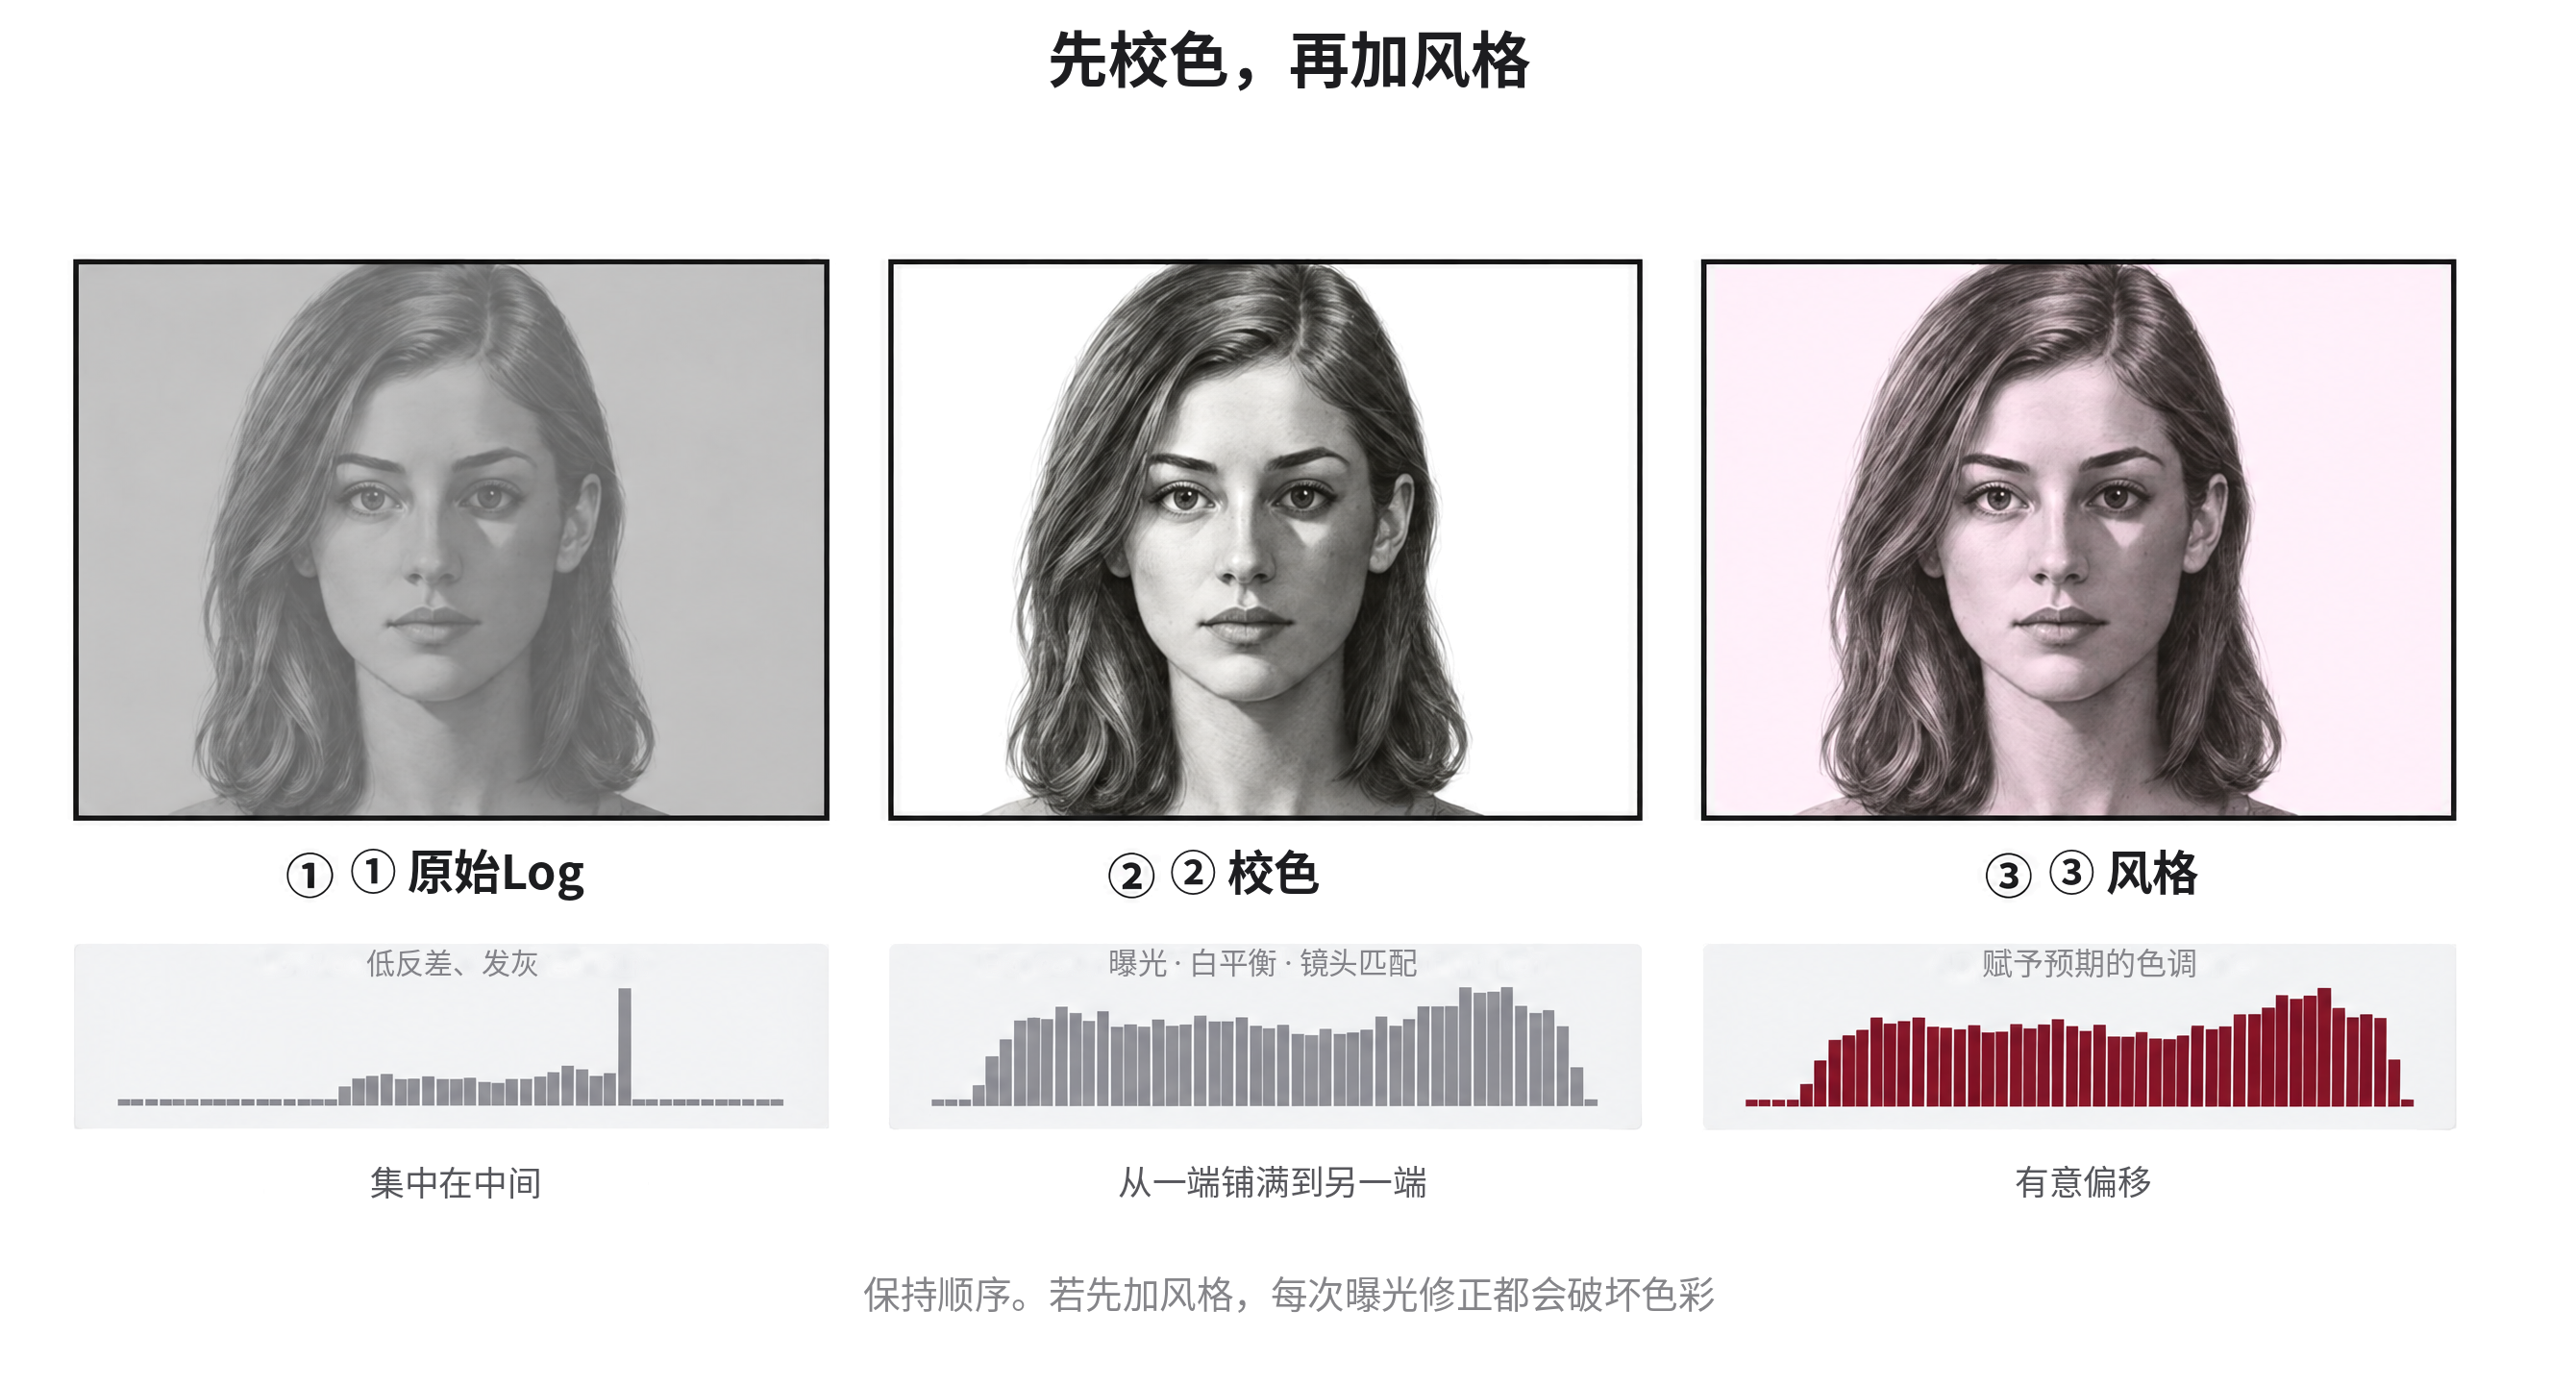 先校色，再加风格
① ① 原始Log
② ② 校色
③ ③ 风格
低反差、发灰
曝光 · 白平衡 · 镜头匹配
赋予预期的色调
集中在中间
从一端铺满到另一端
有意偏移
保持顺序。若先加风格，每次曝光修正都会破坏色彩